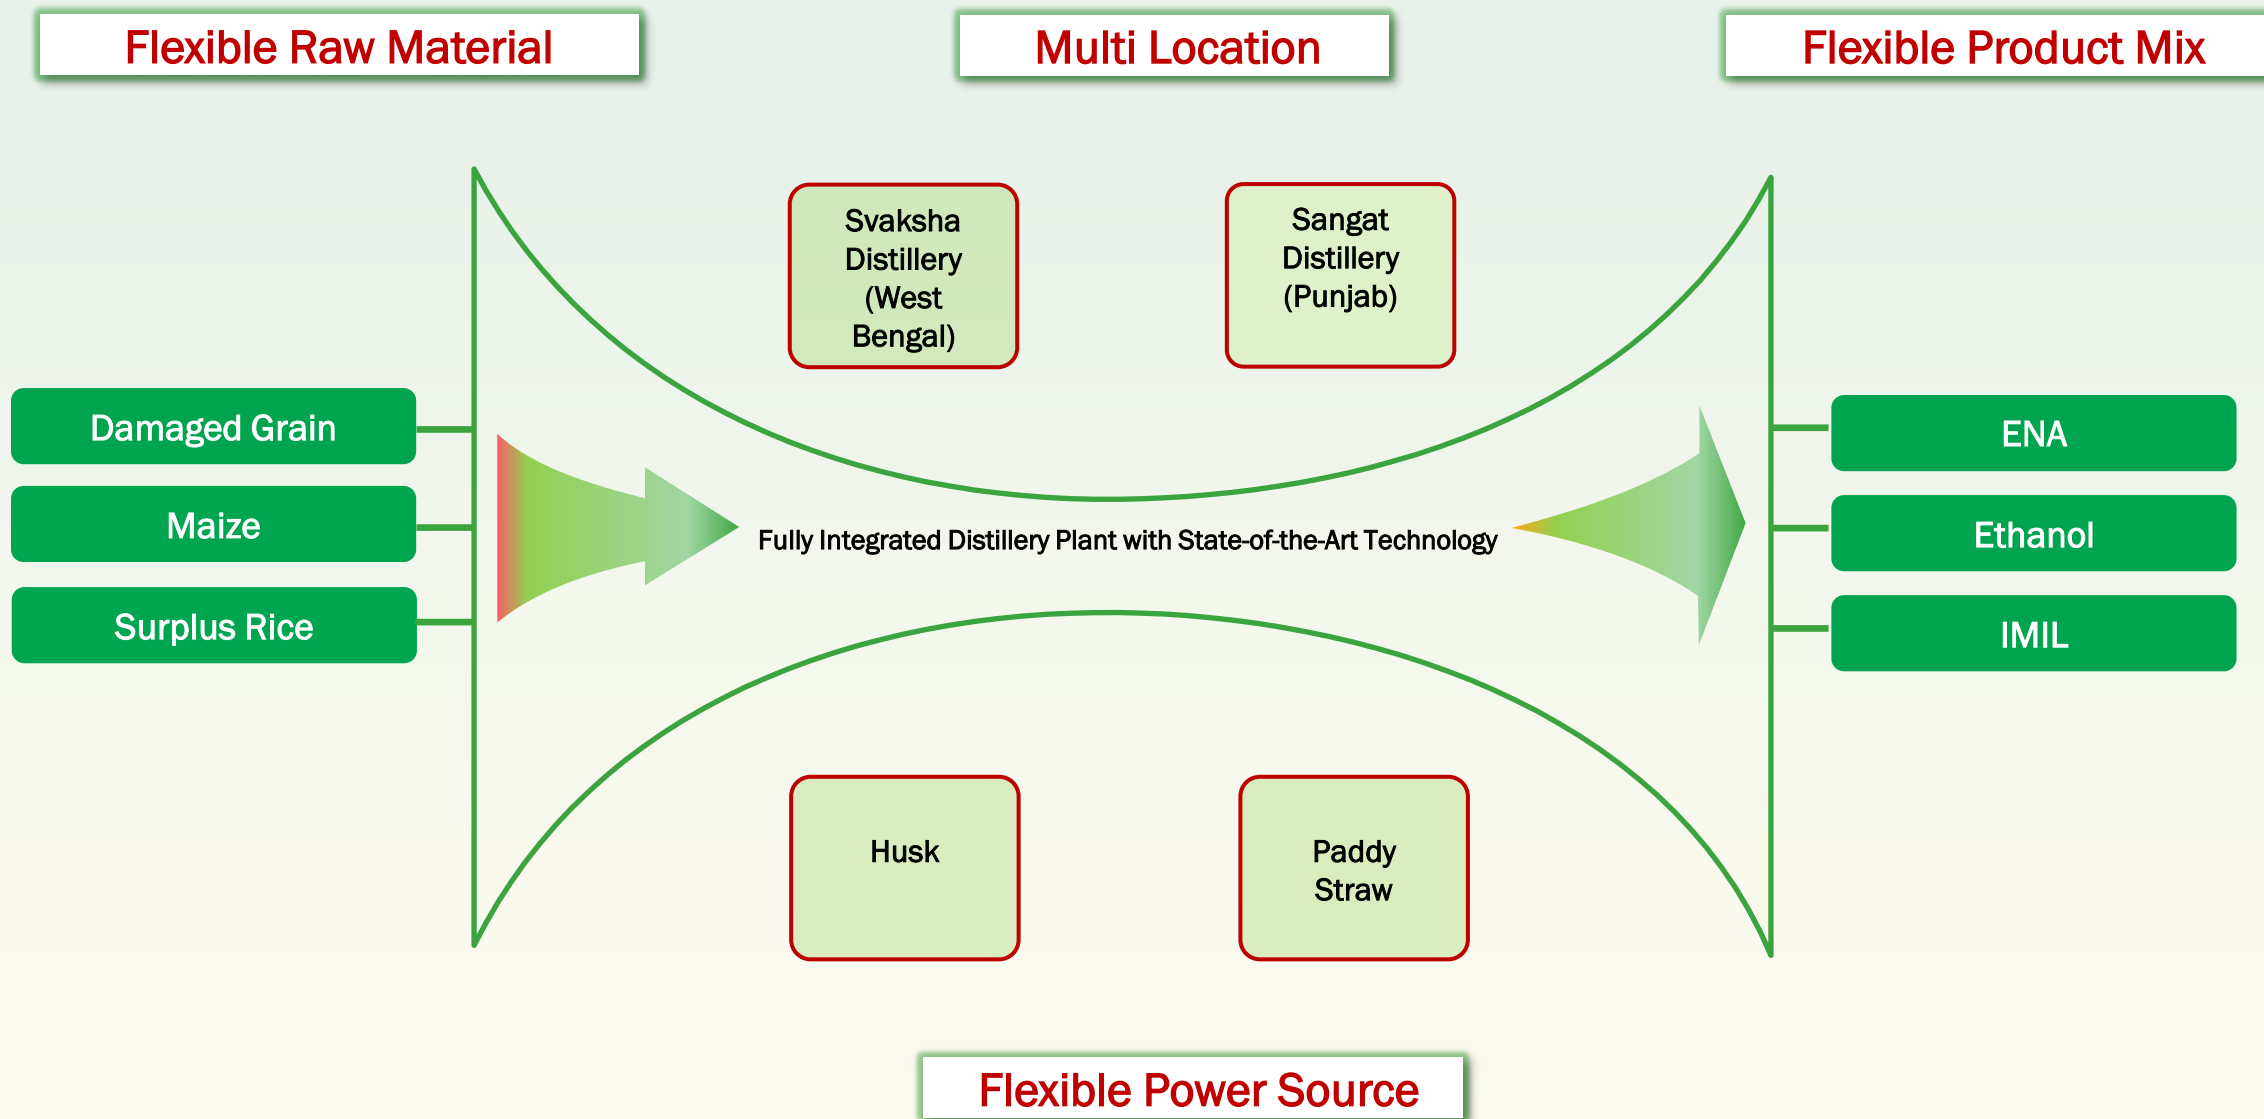 Flexible Raw Material
Multi Location
Flexible Product Mix
Svaksha
Distillery
(West
Bengal)
Sangat
Distillery
(Punjab)
Damaged Grain
Maize
Surplus Rice
Fully Integrated Distillery Plant with State-of-the-Art Technology
ENA
Ethanol
IMIL
Husk
Paddy
Straw
Flexible Power Source